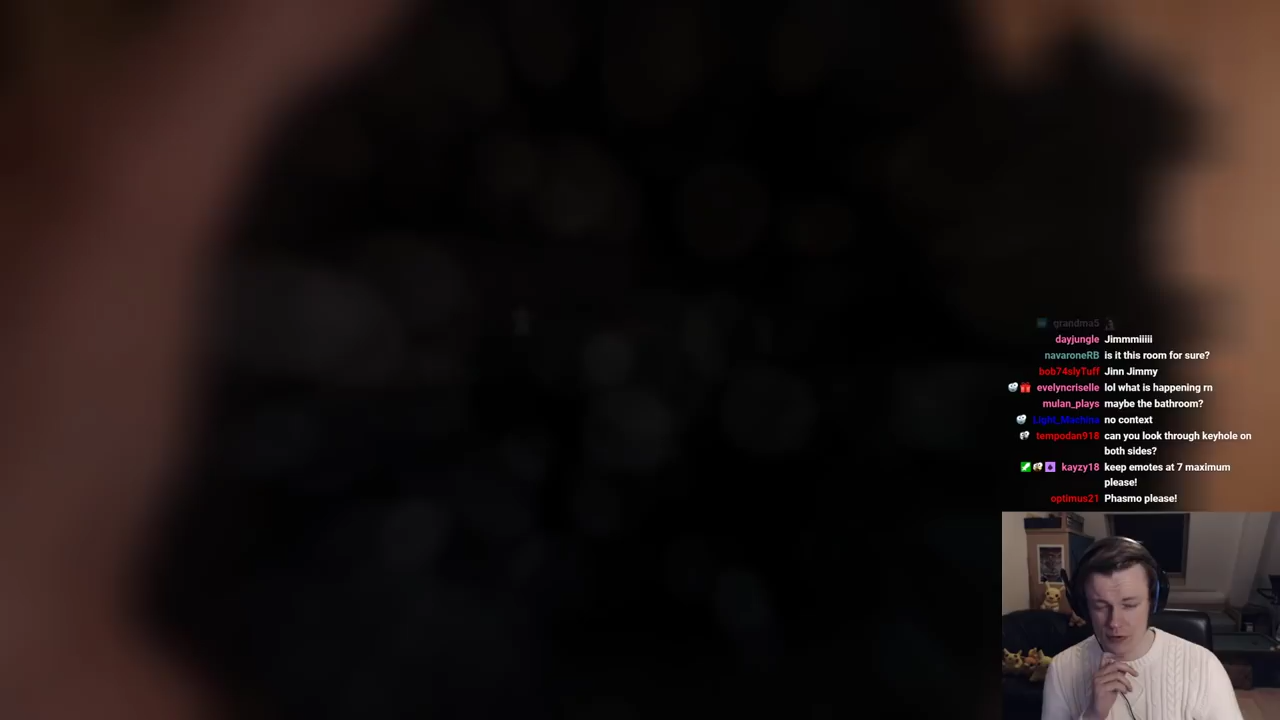 grandma5
dayjungle Jimmmiiiii
navaroneRB is it this room for sure?
bob74slyTuff Jinn Jimmy
evelyncriselle lol what is happening rn
mulan_plays maybe the bathroom?
Light_Machina no context
tempodan918 can you look through keyhole on
both sides?
kayzy18 keep emotes at 7 maximum
please!
optimus21 Phasmo please!